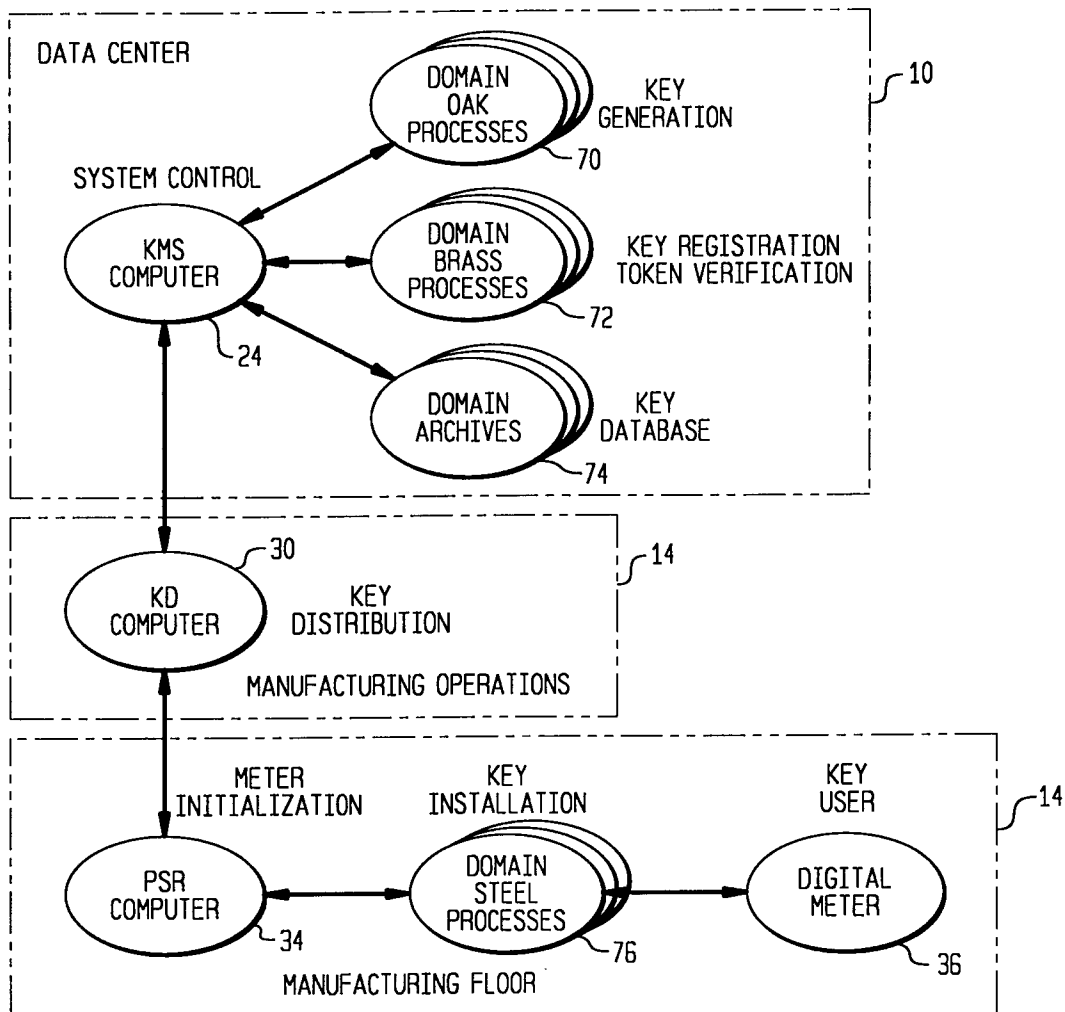 DATA CENTER
DOMAIN
OAK
PROCESSES
KEY
GENERATION
10
70
SYSTEM CONTROL
KMS
COMPUTER
24
DOMAIN
BRASS
PROCESSES
KEY REGISTRATION
TOKEN VERIFICATION
72
DOMAIN
ARCHIVES
KEY
DATABASE
74
KD
COMPUTER
30
KEY
DISTRIBUTION
14
MANUFACTURING OPERATIONS
METER
INITIALIZATION
KEY
INSTALLATION
KEY
USER
14
PSR
COMPUTER
34
DOMAIN
STEEL
PROCESSES
76
DIGITAL
METER
36
MANUFACTURING FLOOR